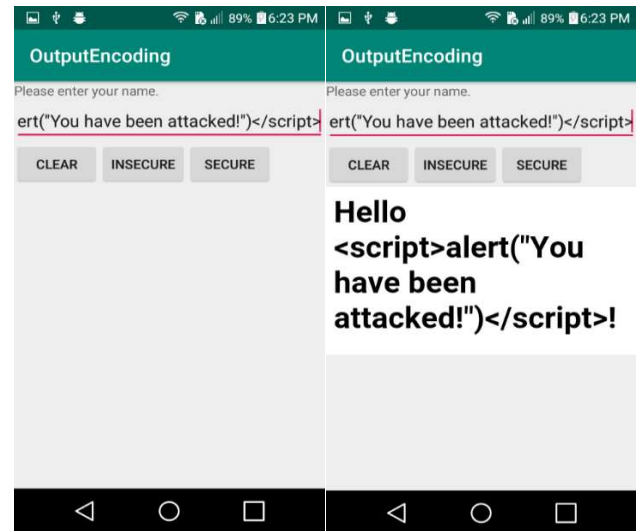 89% 6:23 PM
OutputEncoding
Please enter your name.
ert("You have been attacked!")</script>
CLEAR INSECURE SECURE
89% 6:23 PM
OutputEncoding
Please enter your name.
ert("You have been attacked!")</script>
CLEAR INSECURE SECURE
Hello
<script>alert("You
have been
attacked!")</script>!